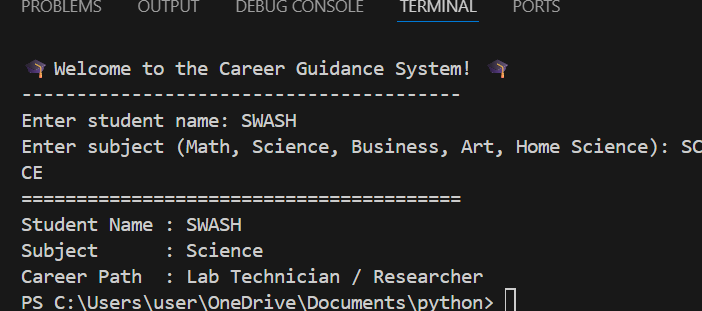 PROBLEMS OUTPUT DEBUG CONSOLE TERMINAL PORTS
🎓 Welcome to the Career Guidance System! 🎓
----------------------------------------
Enter student name: SWASH
Enter subject (Math, Science, Business, Art, Home Science): SC
CE
========================================
Student Name : SWASH
Subject      : Science
Career Path  : Lab Technician / Researcher
PS C:\Users\user\OneDrive\Documents\python>